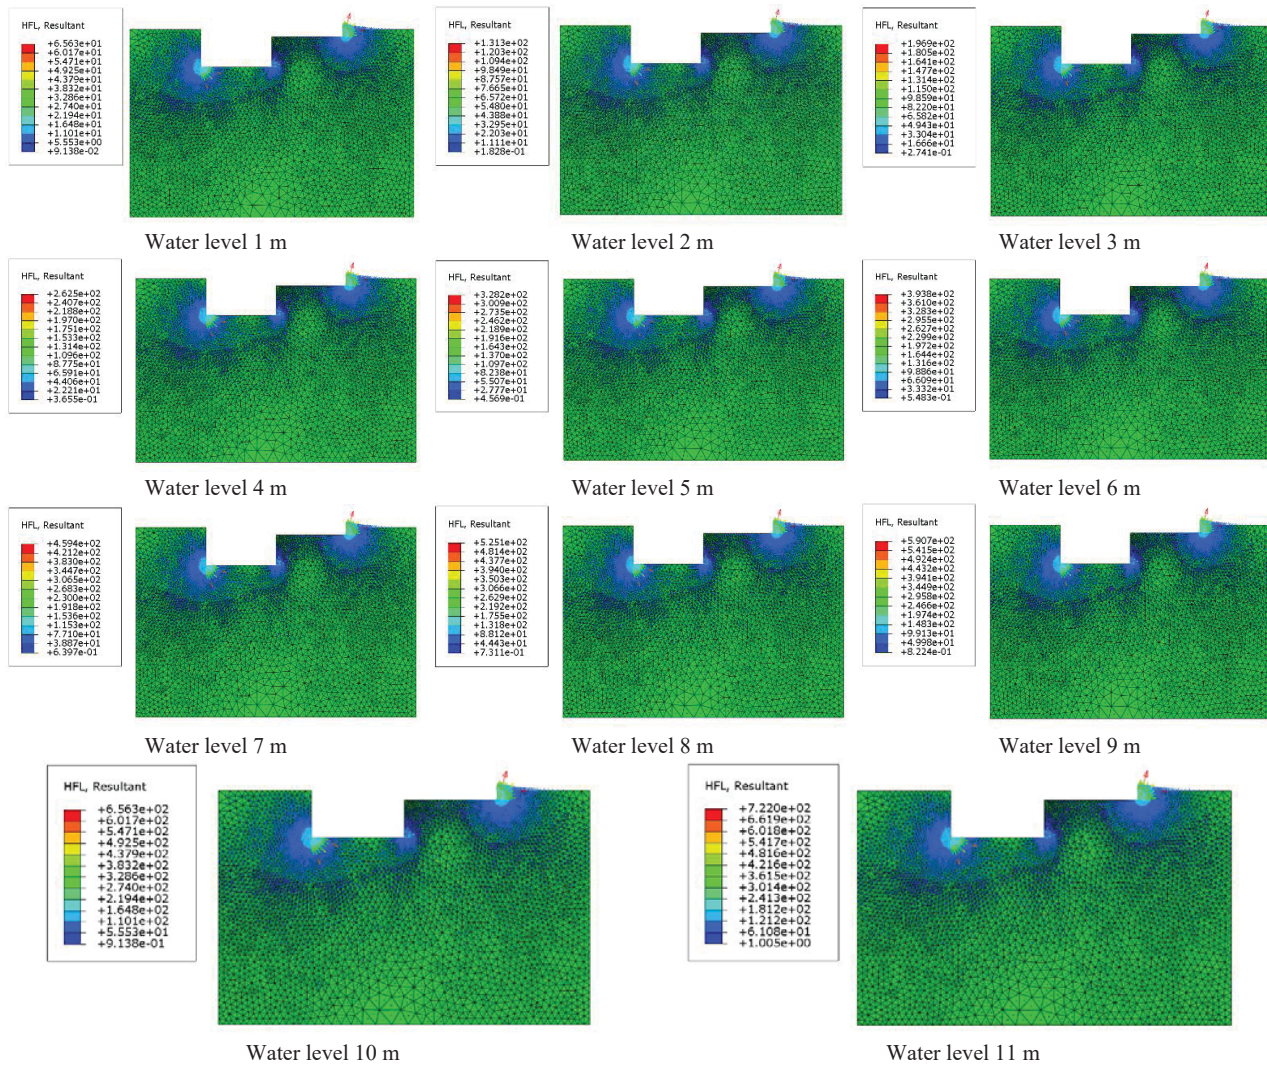 HFL, Resultant
+6.563e+01
+6.017e+01
+5.471e+01
+4.925e+01
+4.379e+01
+3.832e+01
+3.286e+01
+2.740e+01
+2.194e+01
+1.648e+01
+1.101e+01
+5.553e+00
+9.138e-02
Water level 1 m
HFL, Resultant
+1.313e+02
+1.203e+02
+1.094e+02
+9.849e+01
+8.757e+01
+7.665e+01
+6.572e+01
+5.480e+01
+4.388e+01
+3.295e+01
+2.203e+01
+1.111e+01
+1.828e-01
Water level 2 m
HFL, Resultant
+1.969e+02
+1.805e+02
+1.641e+02
+1.477e+02
+1.314e+02
+1.150e+02
+9.859e+01
+8.220e+01
+6.582e+01
+4.943e+01
+3.304e+01
+1.666e+01
+2.741e-01
Water level 3 m
HFL, Resultant
+2.625e+02
+2.407e+02
+2.188e+02
+1.970e+02
+1.751e+02
+1.533e+02
+1.314e+02
+1.096e+02
+8.775e+01
+6.591e+01
+4.406e+01
+2.221e+01
+3.655e-01
Water level 4 m
HFL, Resultant
+3.282e+02
+3.009e+02
+2.735e+02
+2.462e+02
+2.189e+02
+1.916e+02
+1.643e+02
+1.370e+02
+1.097e+02
+8.238e+01
+5.507e+01
+2.777e+01
+4.569e-01
Water level 5 m
HFL, Resultant
+3.938e+02
+3.610e+02
+3.283e+02
+2.955e+02
+2.627e+02
+2.299e+02
+1.972e+02
+1.644e+02
+1.316e+02
+9.886e+01
+6.609e+01
+3.332e+01
+5.483e-01
Water level 6 m
HFL, Resultant
+4.594e+02
+4.212e+02
+3.830e+02
+3.447e+02
+3.065e+02
+2.683e+02
+2.300e+02
+1.918e+02
+1.536e+02
+1.153e+02
+7.710e+01
+3.887e+01
+6.397e-01
Water level 7 m
HFL, Resultant
+5.251e+02
+4.814e+02
+4.377e+02
+3.940e+02
+3.503e+02
+3.066e+02
+2.629e+02
+2.192e+02
+1.755e+02
+1.318e+02
+8.812e+01
+4.443e+01
+7.311e-01
Water level 8 m
HFL, Resultant
+5.907e+02
+5.415e+02
+4.924e+02
+4.432e+02
+3.941e+02
+3.449e+02
+2.958e+02
+2.466e+02
+1.974e+02
+1.483e+02
+9.913e+01
+4.998e+01
+8.224e-01
Water level 9 m
HFL, Resultant
+6.563e+02
+6.017e+02
+5.471e+02
+4.925e+02
+4.379e+02
+3.832e+02
+3.286e+02
+2.740e+02
+2.194e+02
+1.648e+02
+1.101e+02
+5.553e+01
+9.138e-01
Water level 10 m
HFL, Resultant
+7.220e+02
+6.619e+02
+6.018e+02
+5.417e+02
+4.816e+02
+4.216e+02
+3.615e+02
+3.014e+02
+2.413e+02
+1.812e+02
+1.212e+02
+6.108e+01
+1.005e+00
Water level 11 m